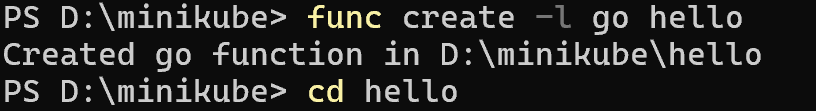 PS D:\minikube> func create -l go hello
Created go function in D:\minikube\hello
PS D:\minikube> cd hello